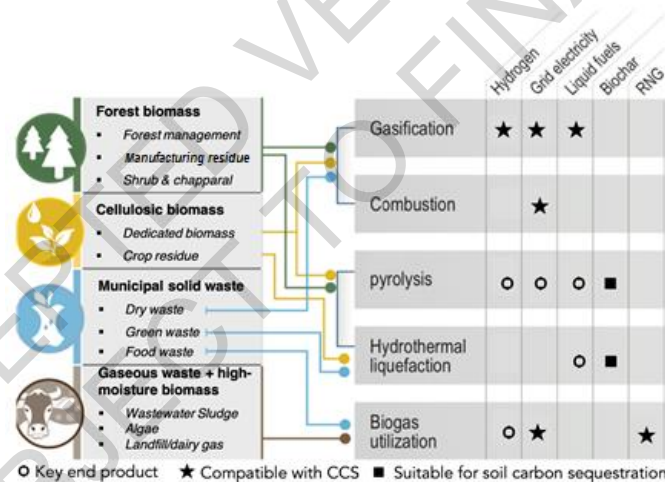 Hydrogen
Grid electricity
Liquid fuels
Biochar
RNG
Forest biomass
▪ Forest management
▪ Manufacturing residue
▪ Shrub & chapparal
Cellulosic biomass
▪ Dedicated biomass
▪ Crop residue
Municipal solid waste
▪ Dry waste
▪ Green waste
▪ Food waste
Gaseous waste + high-
moisture biomass
▪ Wastewater Sludge
▪ Algae
▪ Landfill/dairy gas
Gasification
Combustion
pyrolysis
Hydrothermal
liquefaction
Biogas
utilization
Key end product
Compatible with CCS
Suitable for soil carbon sequestration
SUBJECT TO FINA